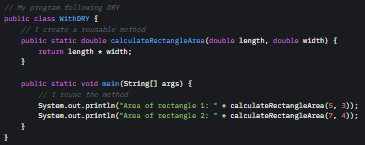 // My program following DRY
public class WithDRY {
    // I create a reusable method
    public static double calculateRectangleArea(double length, double width) {
        return length * width;
    }

    public static void main(String[] args) {
        // I reuse the method
        System.out.println("Area of rectangle 1: " + calculateRectangleArea(5, 3));
        System.out.println("Area of rectangle 2: " + calculateRectangleArea(7, 4));
    }
}